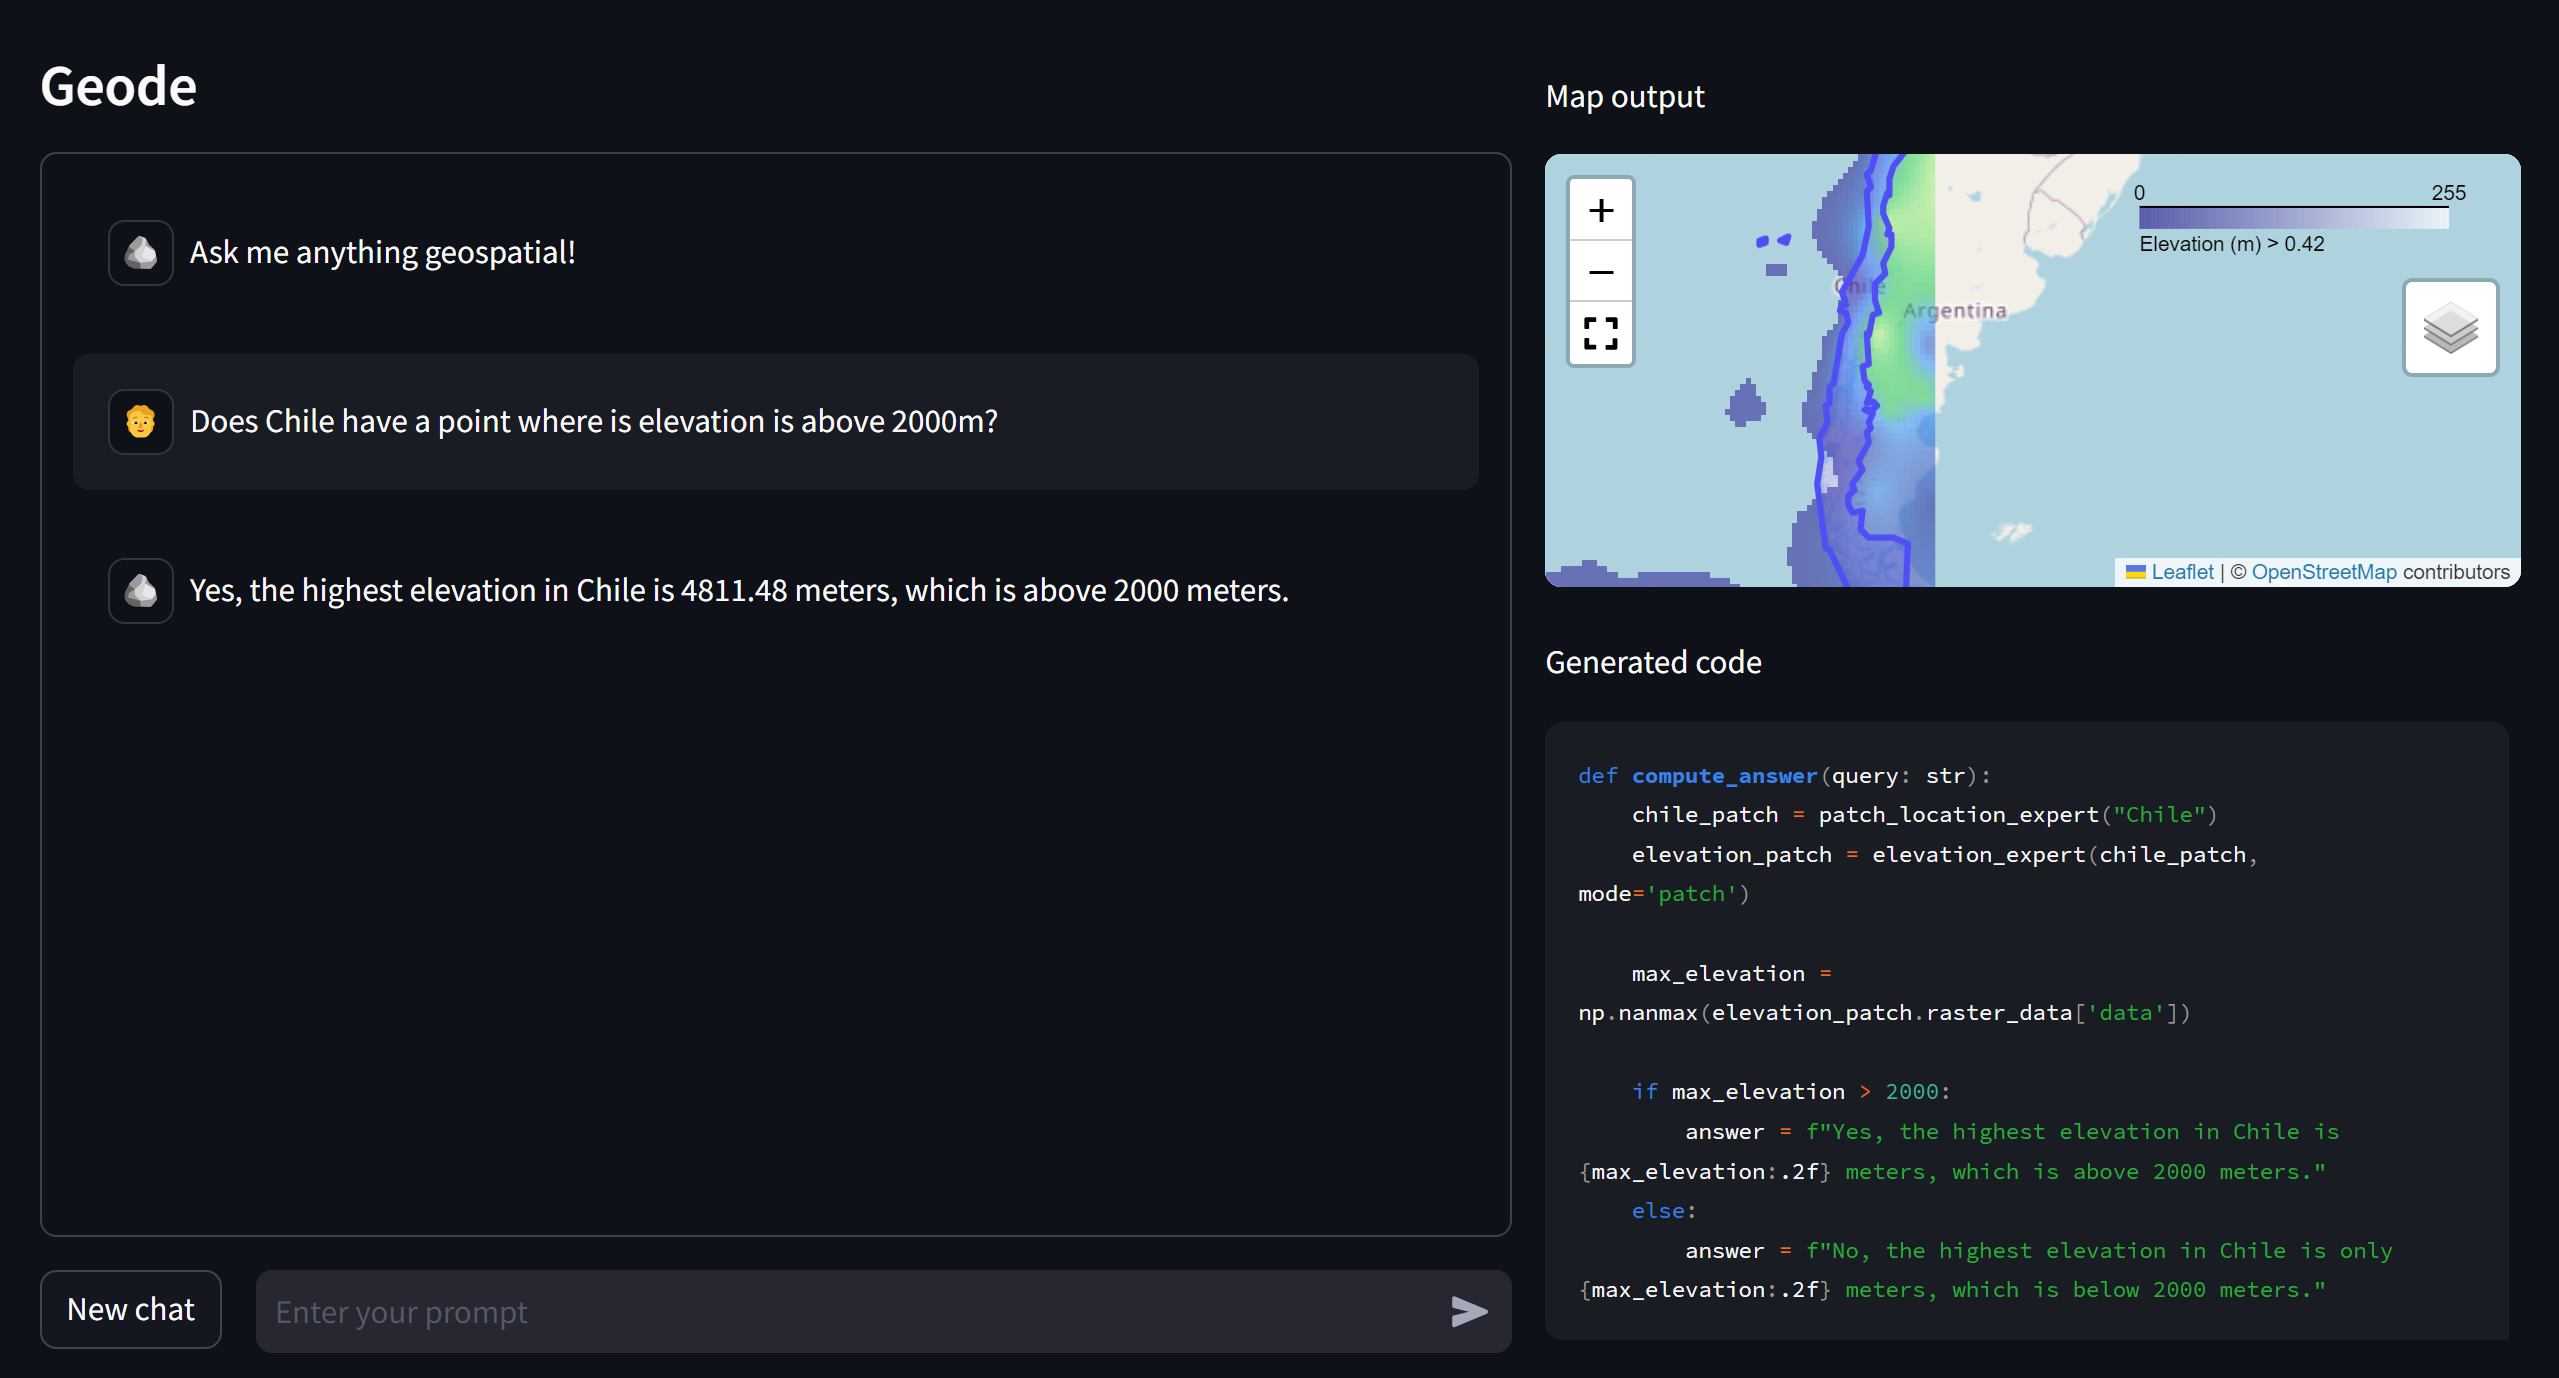 Geode
Ask me anything geospatial!
Does Chile have a point where is elevation is above 2000m?
Yes, the highest elevation in Chile is 4811.48 meters, which is above 2000 meters.
New chat
Enter your prompt
Map output
+
−
0 255
Elevation (m) > 0.42
Chile
Argentina
Leaflet | © OpenStreetMap contributors
Generated code
def compute_answer(query: str):
    chile_patch = patch_location_expert("Chile")
    elevation_patch = elevation_expert(chile_patch,
mode='patch')
    max_elevation =
np.nanmax(elevation_patch.raster_data['data'])
    if max_elevation > 2000:
        answer = f"Yes, the highest elevation in Chile is
{max_elevation:.2f} meters, which is above 2000 meters."
    else:
        answer = f"No, the highest elevation in Chile is only
{max_elevation:.2f} meters, which is below 2000 meters."